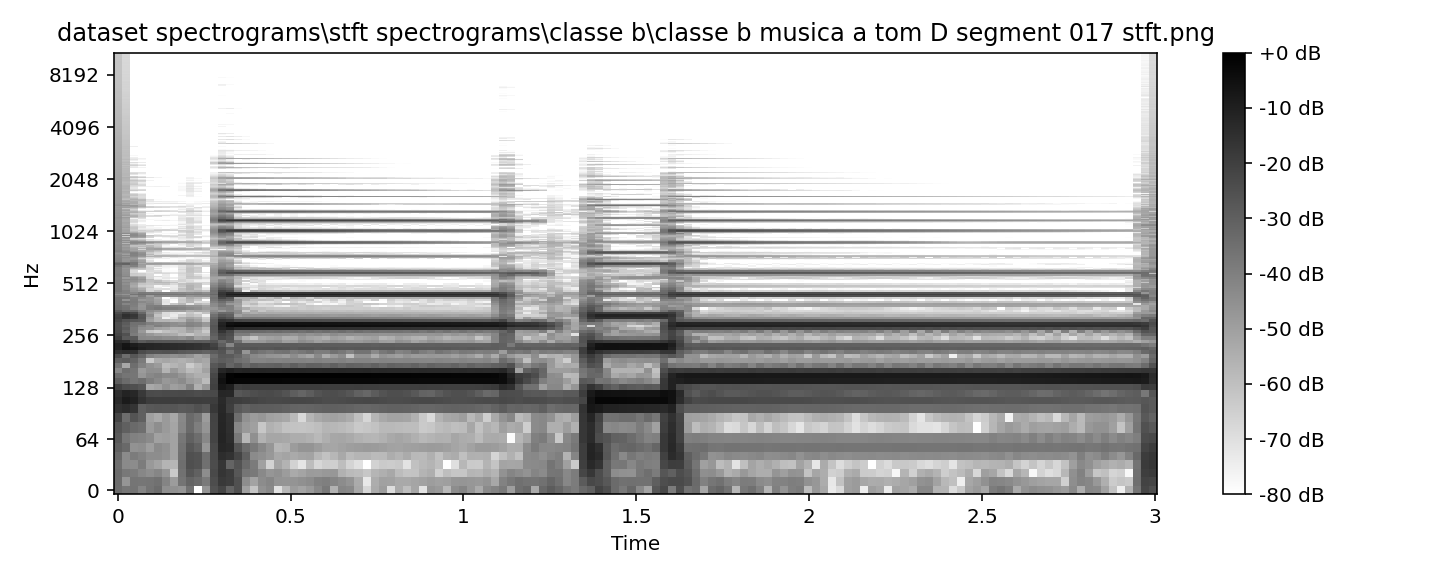 dataset spectrograms\stft spectrograms\classe b\classe b musica a tom D segment 017 stft.png
8192
4096
2048
1024
512
256
128
64
0
Hz
0
0.5
1
1.5
2
2.5
3
Time
+0 dB
-10 dB
-20 dB
-30 dB
-40 dB
-50 dB
-60 dB
-70 dB
-80 dB